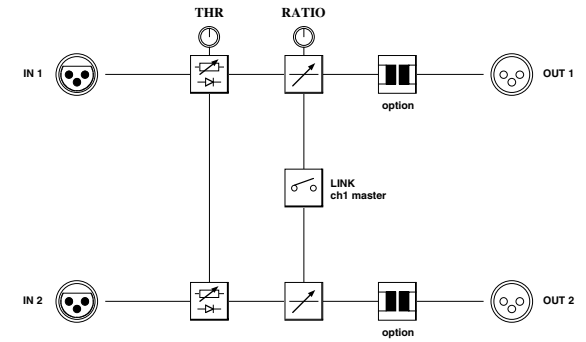 THR RATIO
IN 1 OUT 1
option
LINK
ch1 master
IN 2 OUT 2
option